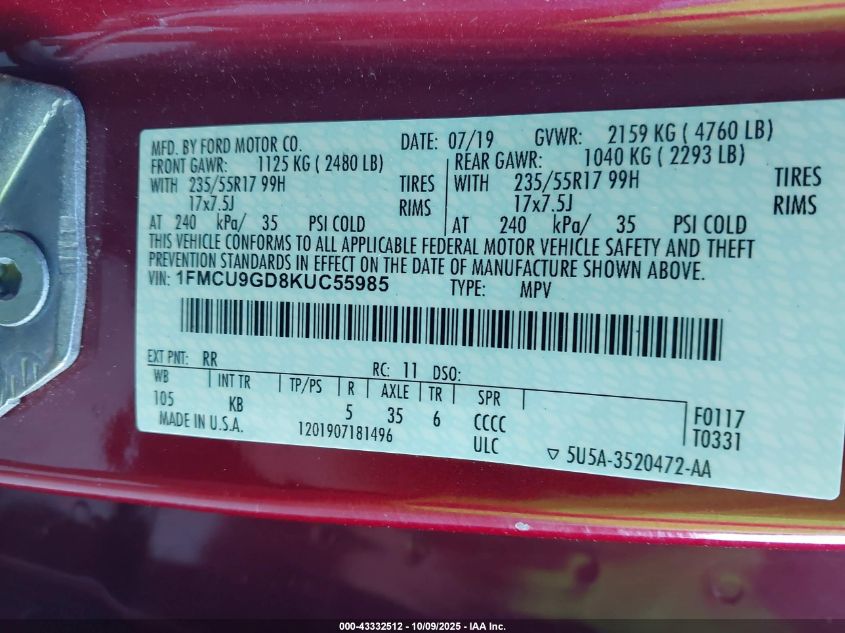 MFD. BY FORD MOTOR CO. DATE: 07/19 GVWR: 2159 KG ( 4760 LB)
FRONT GAWR: 1125 KG ( 2480 LB) REAR GAWR: 1040 KG ( 2293 LB)
WITH 235/55R17 99H TIRES WITH 235/55R17 99H TIRES
17x7.5J RIMS 17x7.5J RIMS
AT 240 kPa/ 35 PSI COLD AT 240 kPa/ 35 PSI COLD
THIS VEHICLE CONFORMS TO ALL APPLICABLE FEDERAL MOTOR VEHICLE SAFETY AND THEFT
PREVENTION STANDARDS IN EFFECT ON THE DATE OF MANUFACTURE SHOWN ABOVE.
VIN: 1FMCU9GD8KUC55985 TYPE: MPV
EXT PNT: RR RC: 11 DSO:
WB INT TR TP/PS R AXLE TR SPR
105 KB 5 35 6 CCCC F0117
MADE IN U.S.A. 1201907181496 ULC T0331
5U5A-3520472-AA
000-43332512 - 10/09/2025 - IAA Inc.